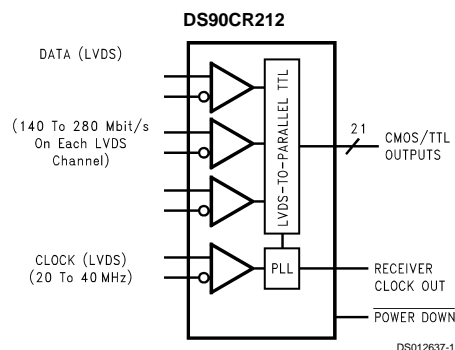 DS90CR212
DATA (LVDS)
(140 To 280 Mbit/s
On Each LVDS
Channel)
LVDS-TO-PARALLEL TTL
21
CMOS/TTL
OUTPUTS
CLOCK (LVDS)
(20 To 40 MHz)
PLL
RECEIVER
CLOCK OUT
POWER DOWN
DS012637-1